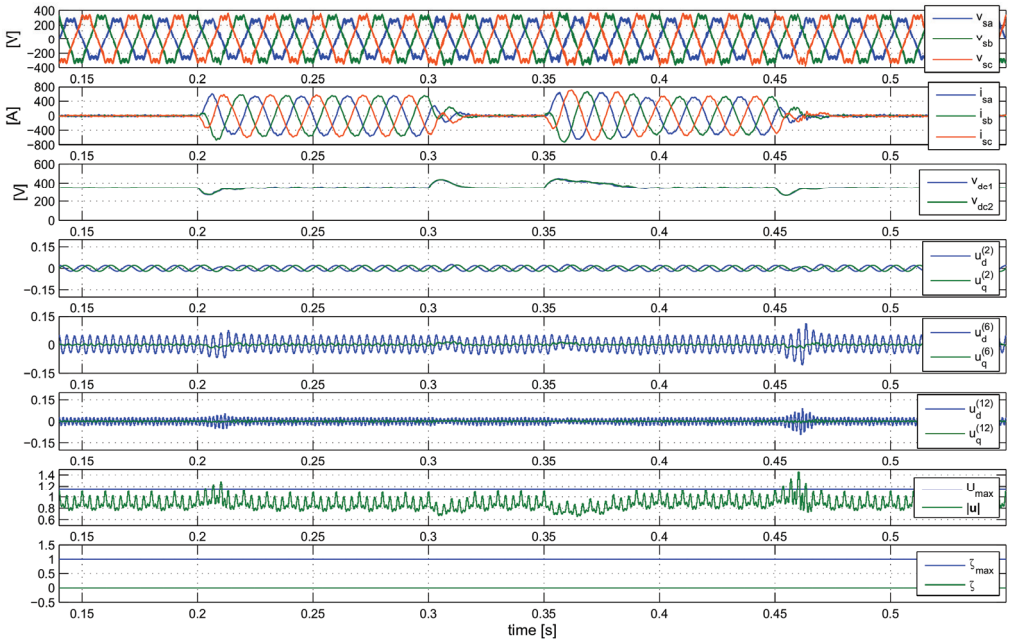 400
200
0
−200
−400
[V]
v_sa
v_sb
v_sc
0.15 0.2 0.25 0.3 0.35 0.4 0.45 0.5
800
400
0
−400
−800
[A]
i_sa
i_sb
i_sc
0.15 0.2 0.25 0.3 0.35 0.4 0.45 0.5
600
400
200
0
[V]
v_dc1
v_dc2
0.15 0.2 0.25 0.3 0.35 0.4 0.45 0.5
0.15
0
−0.15
u_d^(2)
u_q^(2)
0.15 0.2 0.25 0.3 0.35 0.4 0.45 0.5
0.15
0
−0.15
u_d^(6)
u_q^(6)
0.15 0.2 0.25 0.3 0.35 0.4 0.45 0.5
0.15
0
−0.15
u_d^(12)
u_q^(12)
0.15 0.2 0.25 0.3 0.35 0.4 0.45 0.5
1.4
1.2
1
0.8
0.6
U_max
|u|
0.15 0.2 0.25 0.3 0.35 0.4 0.45 0.5
1.5
1
0.5
0
−0.5
ζ_max
ζ
0.15 0.2 0.25 0.3 0.35 0.4 0.45 0.5
time [s]